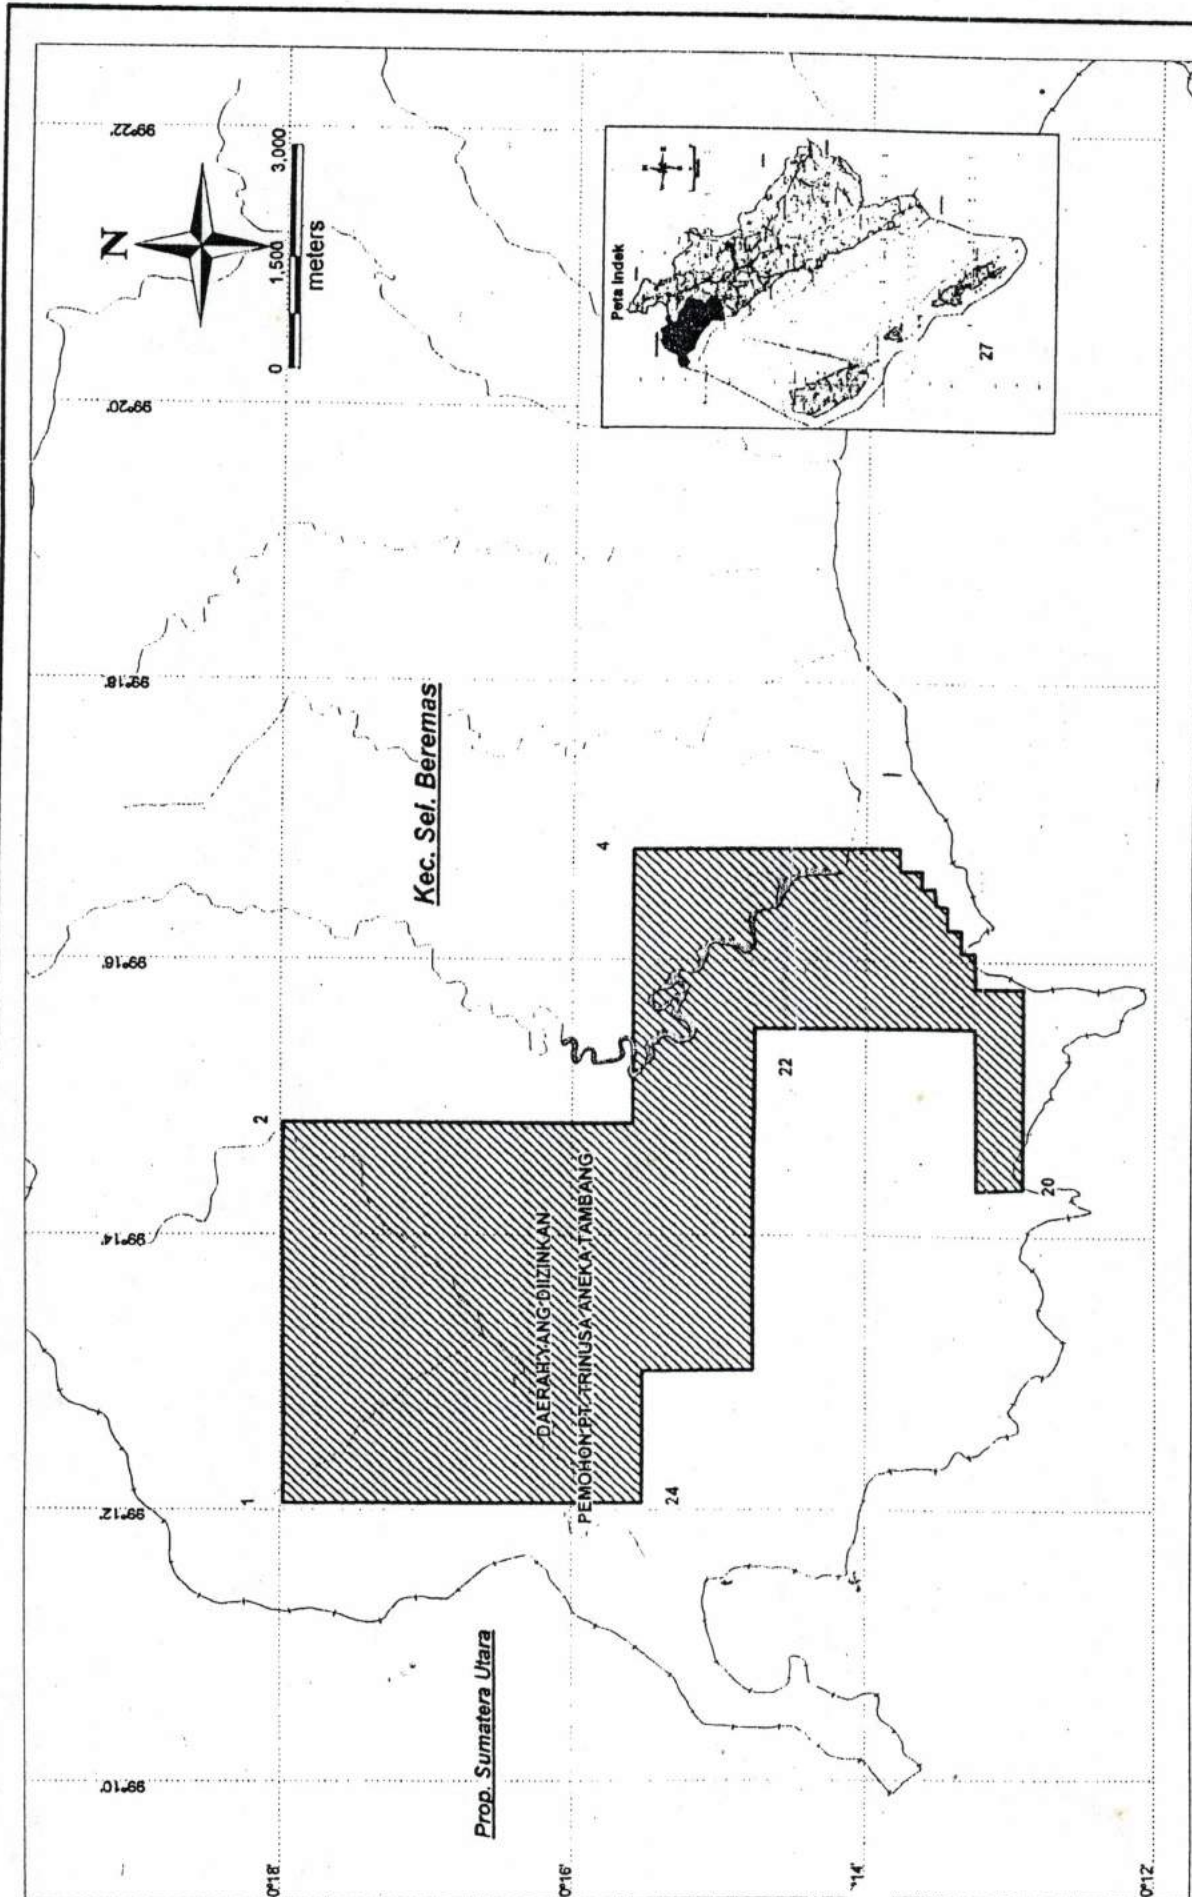 99°10'
99°12'
99°14'
99°16'
99°18'
99°20'
99°22'
N
0 1,500 3,000
meters
0°18'
0°16'
0°12'
Prop. Sumatera Utara
Kec. Sel. Beremas
1
2
4
20
22
24
DAERAH YANG DIIZINKAN
PEMOHON PT. TRINUSA ANEKA TAMBANG
Peta Indek
27